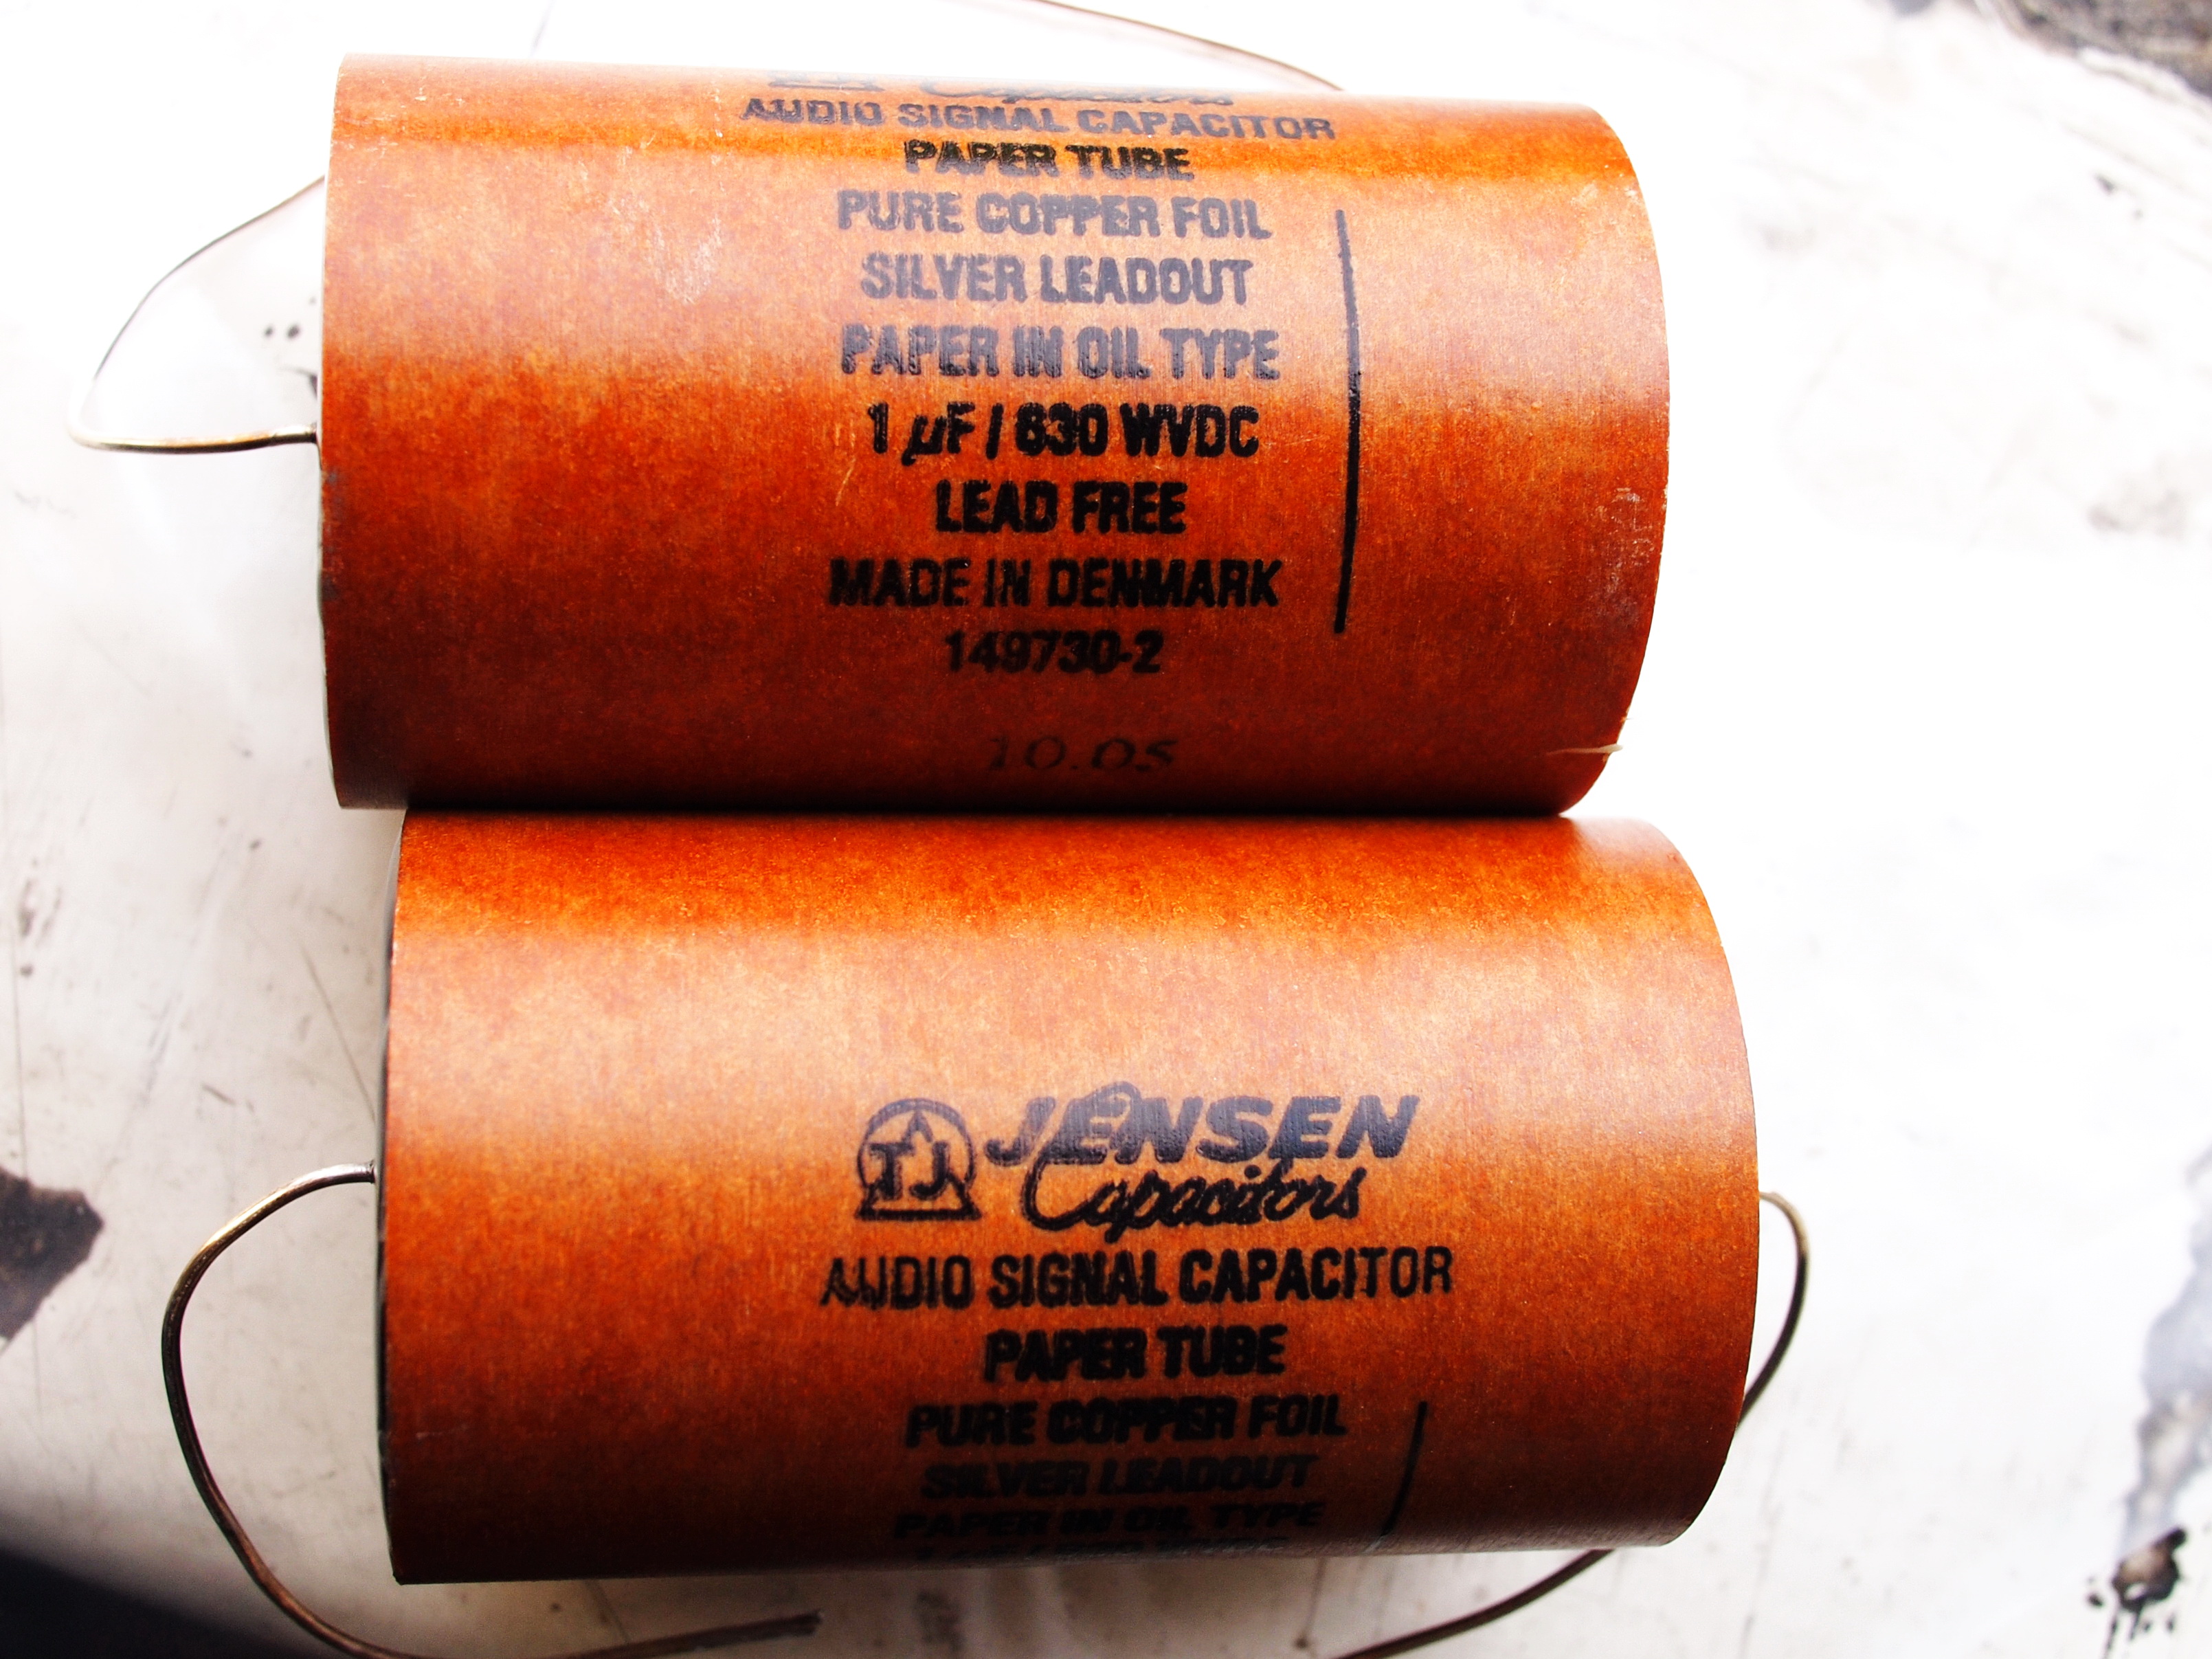 Capacitors
AUDIO SIGNAL CAPACITOR
PAPER TUBE
PURE COPPER FOIL
SILVER LEADOUT
PAPER IN OIL TYPE
1 µF / 630 WVDC
LEAD FREE
MADE IN DENMARK
149730-2
10.05
TJ JENSEN
Capacitors
AUDIO SIGNAL CAPACITOR
PAPER TUBE
PURE COPPER FOIL
SILVER LEADOUT
PAPER IN OIL TYPE